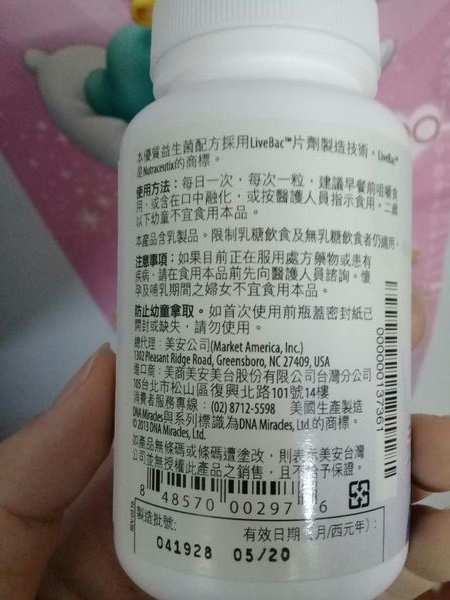 本優質益生菌配方採用LiveBac™片劑製造技術。LiveBac™
是Nutraceutix的商標。
使用方法：每日一次，每次一粒，建議早餐前咀嚼食
用，或含在口中融化，或按醫護人員指示食用，二歲
以下幼童不宜食用本品。
本產品含乳製品。限制乳糖飲食及無乳糖飲食者仍適用。
注意事項：如果目前正在服用處方藥物或患有
疾病，請在食用本品前先向醫護人員諮詢。懷
孕及哺乳期間之婦女不宜食用本品。
防止幼童拿取。如首次使用前瓶蓋密封紙已
開封或缺失，請勿使用。
總代理：美安公司(Market America, Inc.)
1302 Pleasant Ridge Road, Greensboro, NC 27409, USA
進口商：美商美安美台股份有限公司台灣分公司
105台北市松山區復興北路101號14樓
消費者服務專線：(02) 8712-5598 美國生產製造
DNA Miracles與系列標識為DNA Miracles, Ltd.的商標。
© 2013 DNA Miracles, Ltd.
如產品無條碼或條碼遭塗改，則表示美安台灣
公司並無授權此產品之銷售，且不給予保證。
8 48570 00297 6
製造批號：
有效日期(月/西元年)：
041928 05/20
0000000137361